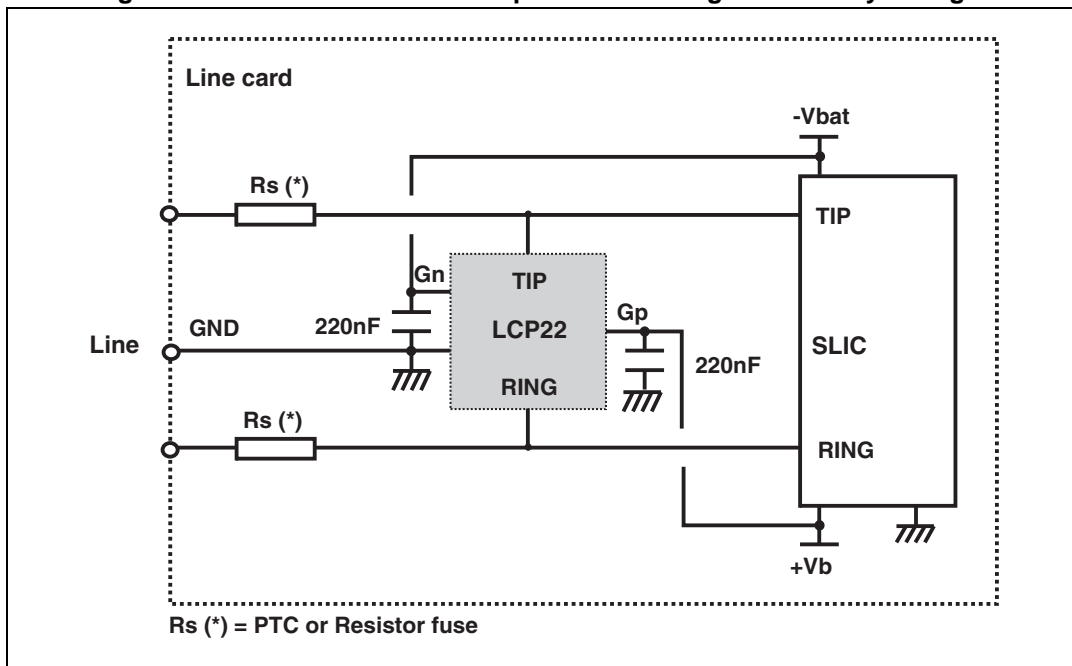 Line card
-Vbat
Rs (*)
TIP
Gn
TIP
Gp
220nF
GND
LCP22
Line
220nF
SLIC
RING
Rs (*)
RING
+Vb
Rs (*) = PTC or Resistor fuse